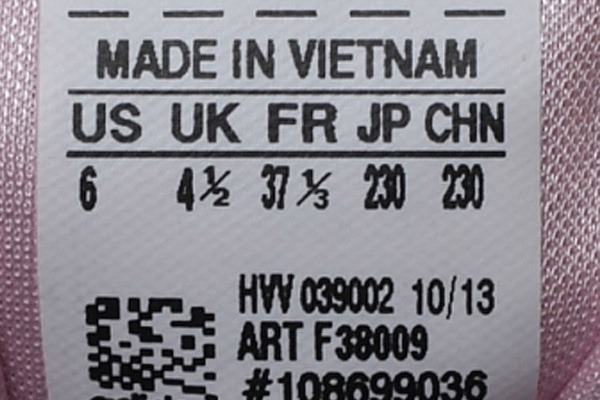 MADE IN VIETNAM
US UK FR JP CHN
6 4½ 37⅓ 230 230
HVV 039002 10/13
ART F38009
#108699036